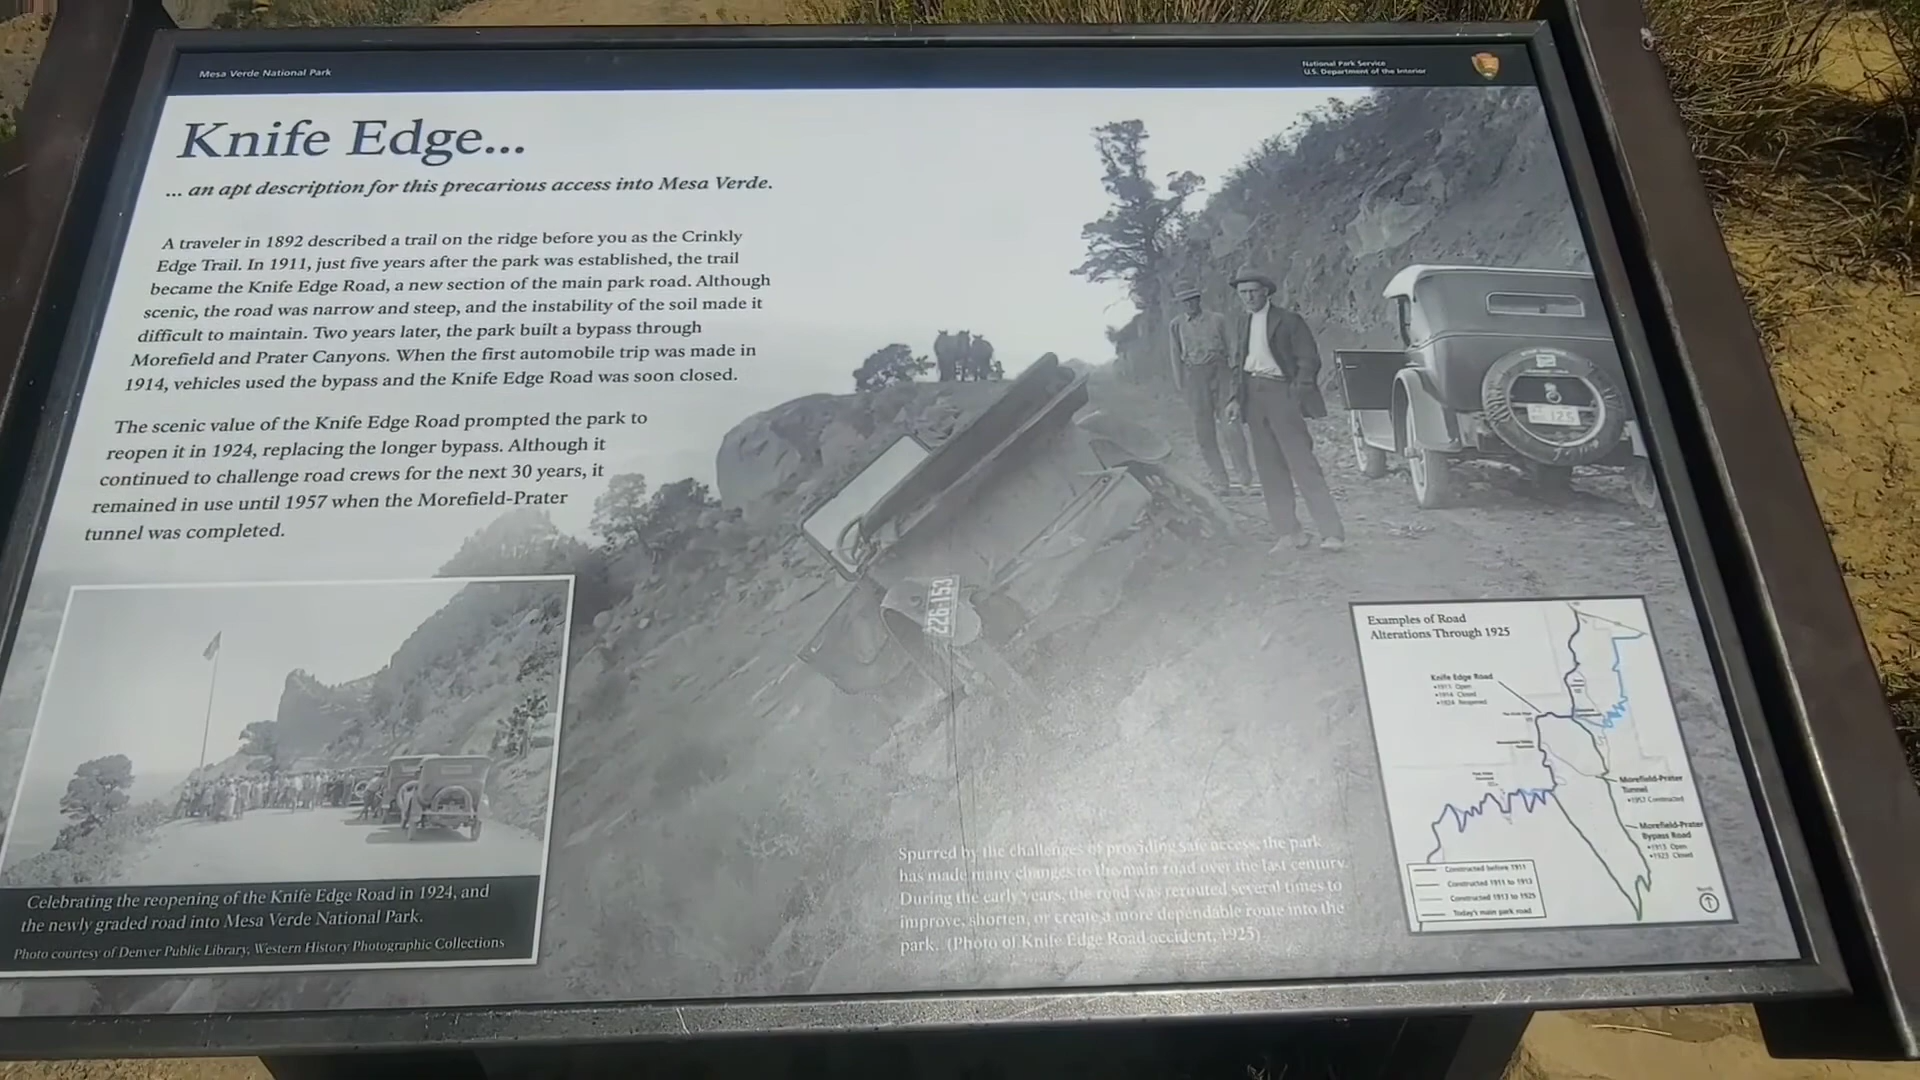 Mesa Verde National Park
National Park Service
U.S. Department of the Interior
Knife Edge...
... an apt description for this precarious access into Mesa Verde.
A traveler in 1892 described a trail on the ridge before you as the Crinkly
Edge Trail. In 1911, just five years after the park was established, the trail
became the Knife Edge Road, a new section of the main park road. Although
scenic, the road was narrow and steep, and the instability of the soil made it
difficult to maintain. Two years later, the park built a bypass through
Morefield and Prater Canyons. When the first automobile trip was made in
1914, vehicles used the bypass and the Knife Edge Road was soon closed.
The scenic value of the Knife Edge Road prompted the park to
reopen it in 1924, replacing the longer bypass. Although it
continued to challenge road crews for the next 30 years, it
remained in use until 1957 when the Morefield-Prater
tunnel was completed.
125
226-153
Celebrating the reopening of the Knife Edge Road in 1924, and
the newly graded road into Mesa Verde National Park.
Photo courtesy of Denver Public Library, Western History Photographic Collections
Spurred by the challenges of providing safe access, the park
has made many changes to the main road over the last century.
During the early years, the road was rerouted several times to
improve, shorten, or create a more dependable route into the
park. (Photo of Knife Edge Road accident, 1925)
Examples of Road
Alterations Through 1925
Knife Edge Road
•1911 Open
•1914 Closed
•1924 Reopened
Morefield-Prater
Tunnel
•1957 Constructed
Morefield-Prater
Bypass Road
•1913 Open
•1923 Closed
Constructed before 1911
Constructed 1911 to 1913
Constructed 1913 to 1925
Today's main park road
North